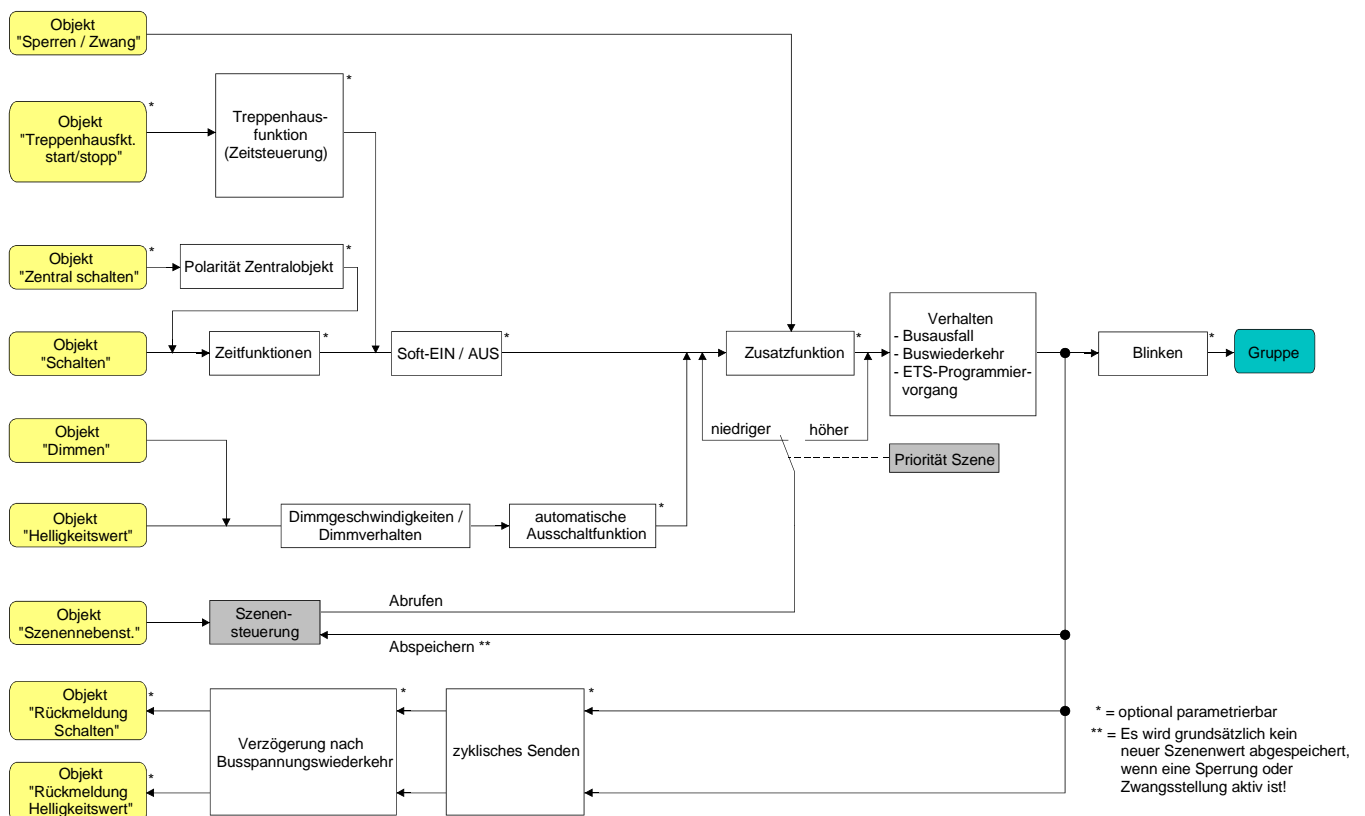 Objekt
"Sperren / Zwang"
*
Objekt
"Treppenhausfkt.
start/stopp"
*
Treppenhaus-
funktion
(Zeitsteuerung)
*
Objekt
"Zentral schalten"
*
Polarität Zentralobjekt
*
Objekt
"Schalten"
Zeitfunktionen
*
Soft-EIN / AUS
*
Zusatzfunktion
*
Verhalten
- Busausfall
- Buswiederkehr
- ETS-Programmier-
vorgang
Blinken
*
Gruppe
niedriger
höher
Priorität Szene
Objekt
"Dimmen"
Objekt
"Helligkeitswert"
Dimmgeschwindigkeiten /
Dimmverhalten
automatische
Ausschaltfunktion
*
Objekt
"Szenennebenst."
Szenen-
steuerung
Abrufen
Abspeichern **
Objekt
"Rückmeldung
Schalten"
*
Objekt
"Rückmeldung
Helligkeitswert"
*
Verzögerung nach
Busspannungswiederkehr
*
zyklisches Senden
*
* = optional parametrierbar
** = Es wird grundsätzlich kein
neuer Szenenwert abgespeichert,
wenn eine Sperrung oder
Zwangsstellung aktiv ist!